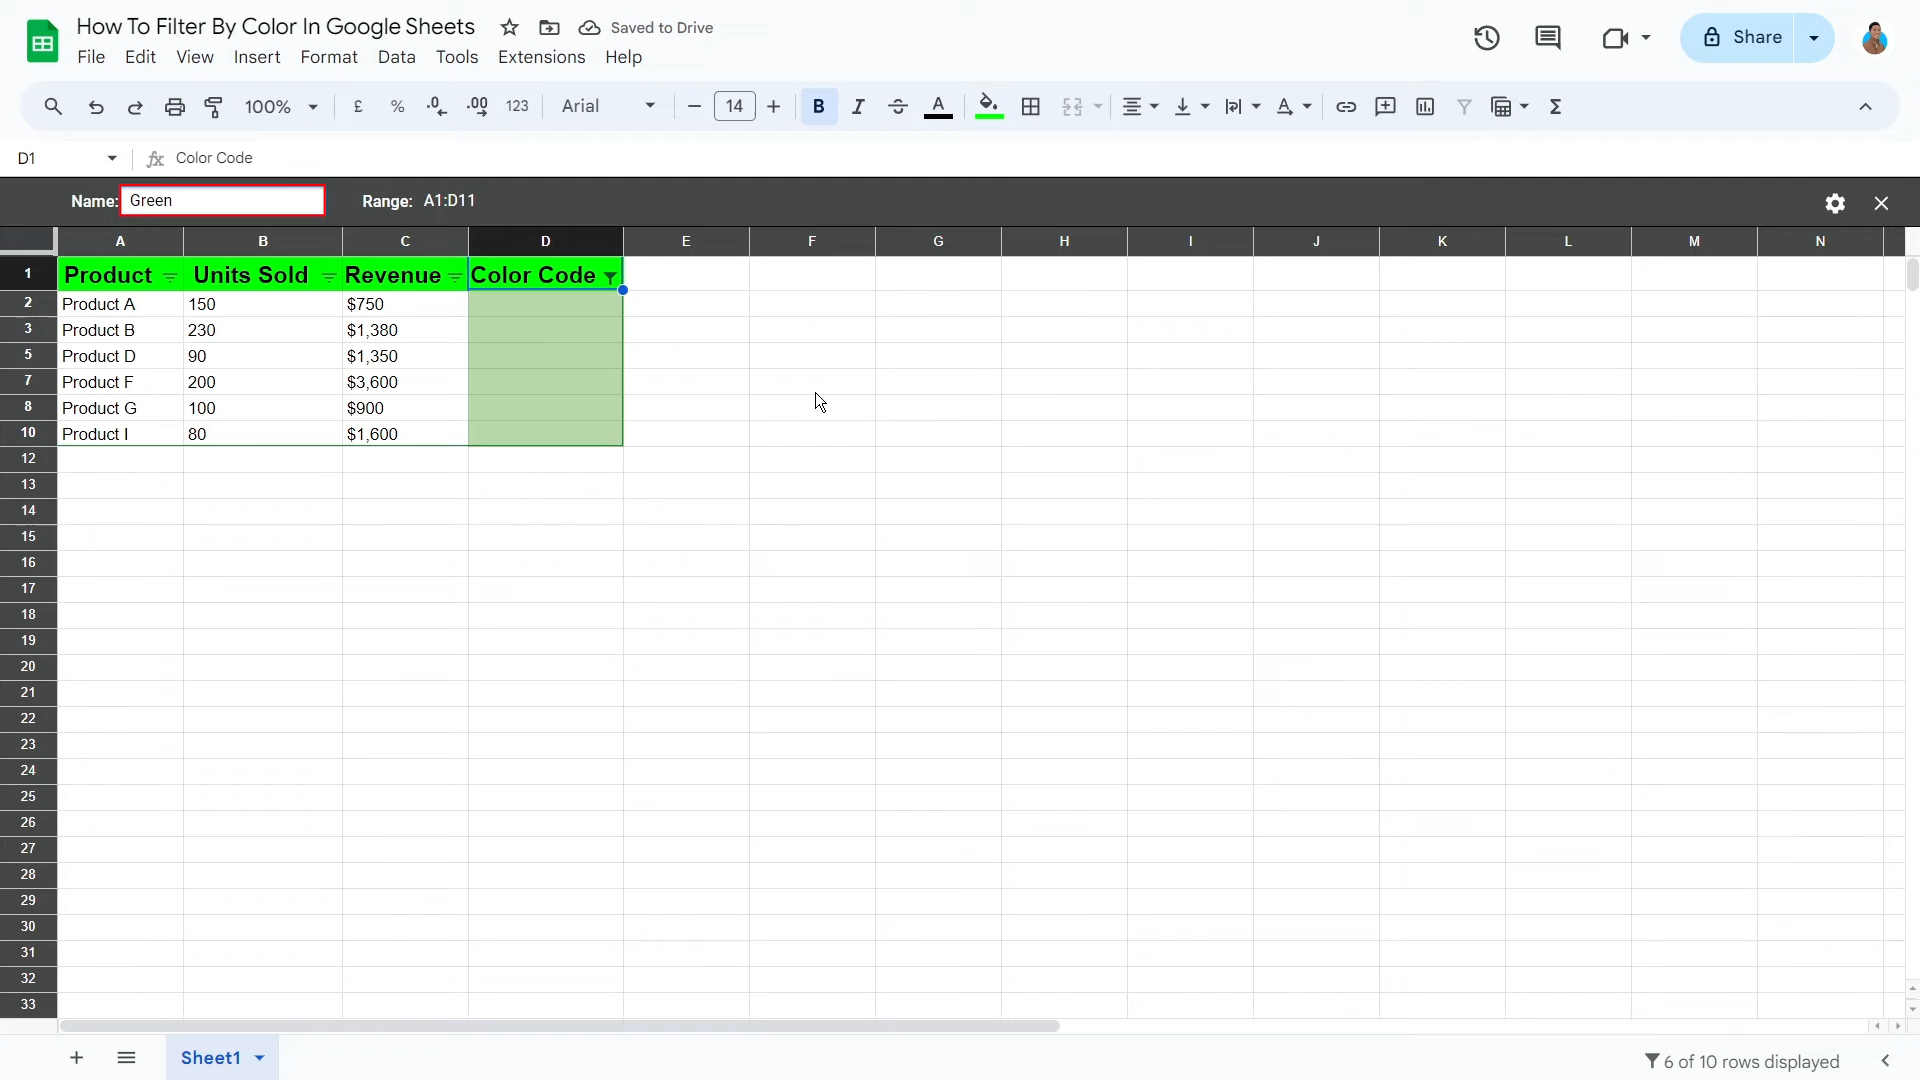 How To Filter By Color In Google Sheets Saved to Drive
File Edit View Insert Format Data Tools Extensions Help
Share
100% £ % .0 .00 123 Arial 14 B I S A A Σ
D1 fx Color Code
Name: Green Range: A1:D11
A B C D E F G H I J K L M N
1 Product Units Sold Revenue Color Code
2 Product A 150 $750
3 Product B 230 $1,380
5 Product D 90 $1,350
7 Product F 200 $3,600
8 Product G 100 $900
10 Product I 80 $1,600
12
13
14
15
16
17
18
19
20
21
22
23
24
25
26
27
28
29
30
31
32
33
Sheet1 6 of 10 rows displayed